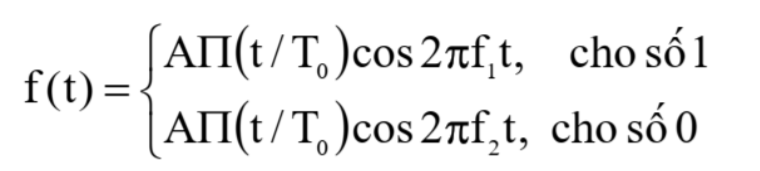 f(t) = { AΠ(t/T₀)cos2πf₁t, cho số 1
AΠ(t/T₀)cos2πf₂t, cho số 0